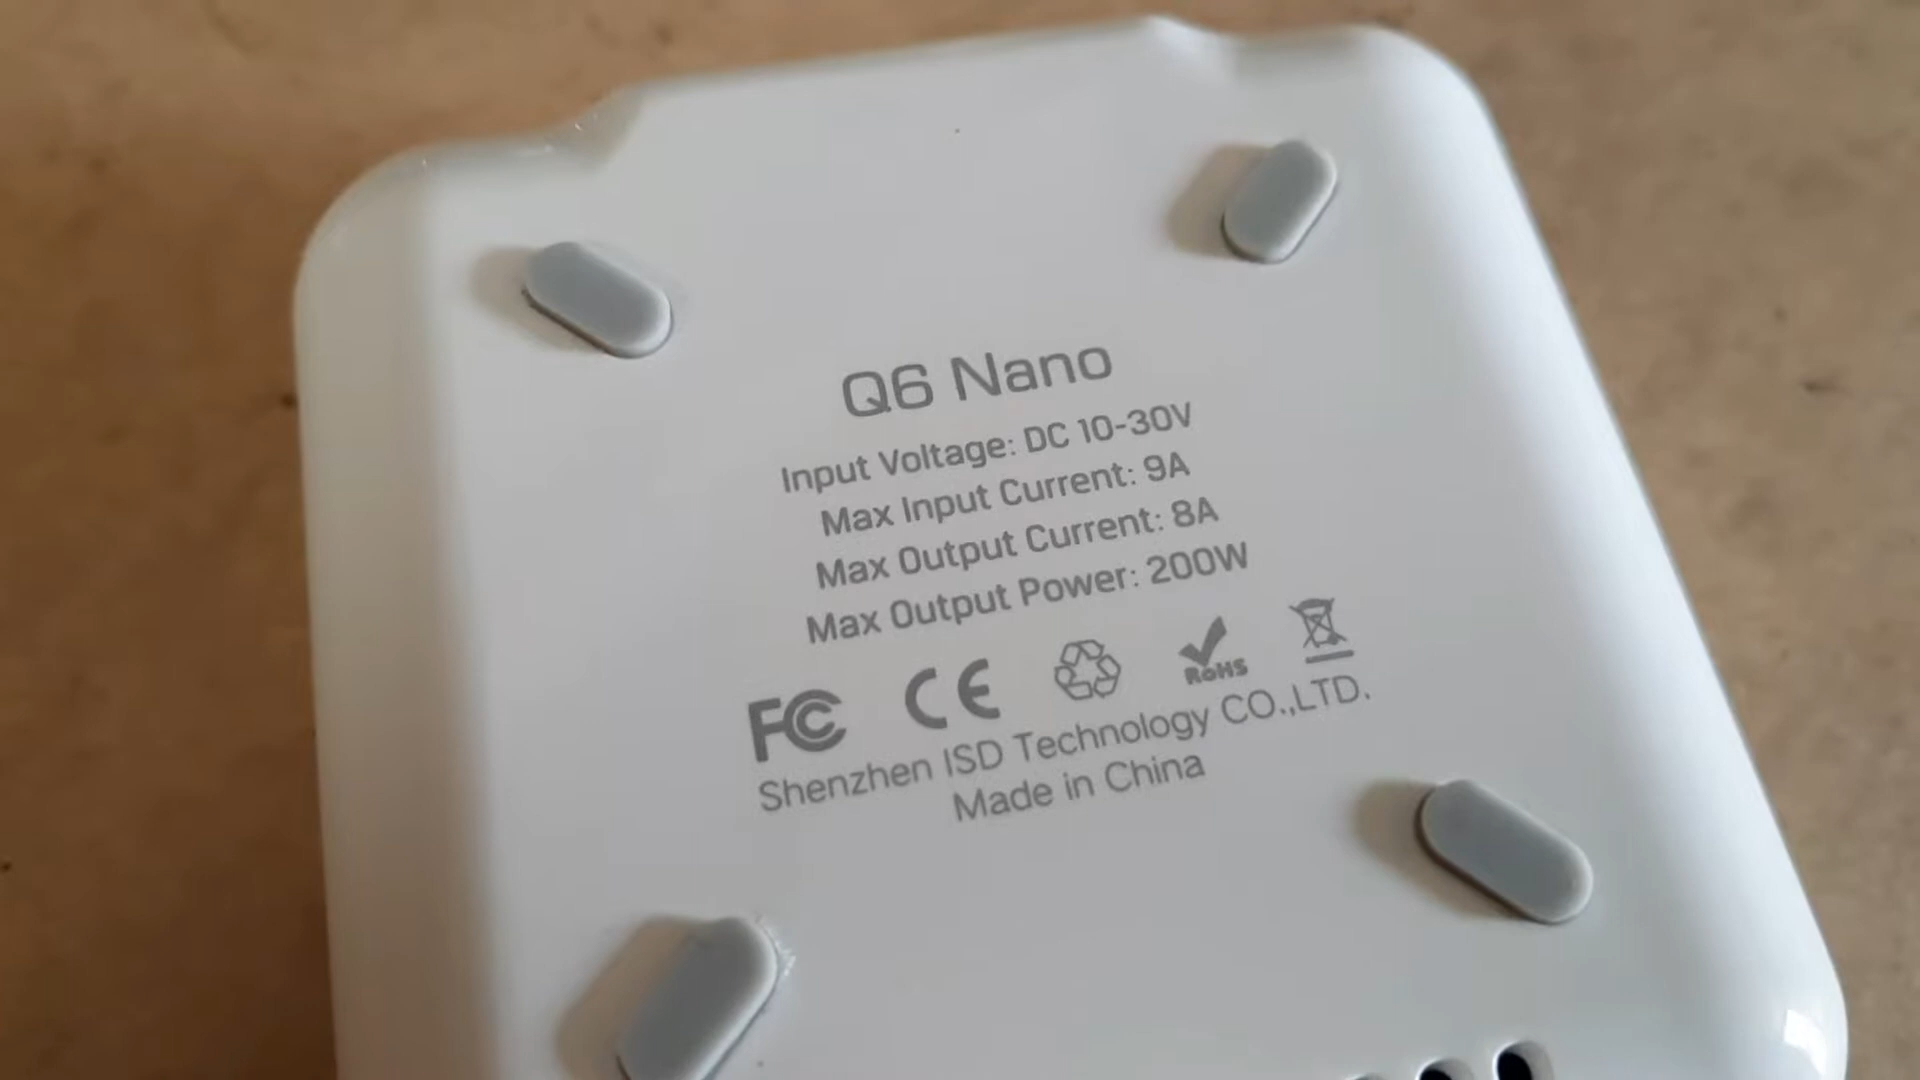 Q6 Nano
Input Voltage: DC 10-30V
Max Input Current: 9A
Max Output Current: 8A
Max Output Power: 200W
FC CE RoHS
Shenzhen ISD Technology CO.,LTD.
Made in China